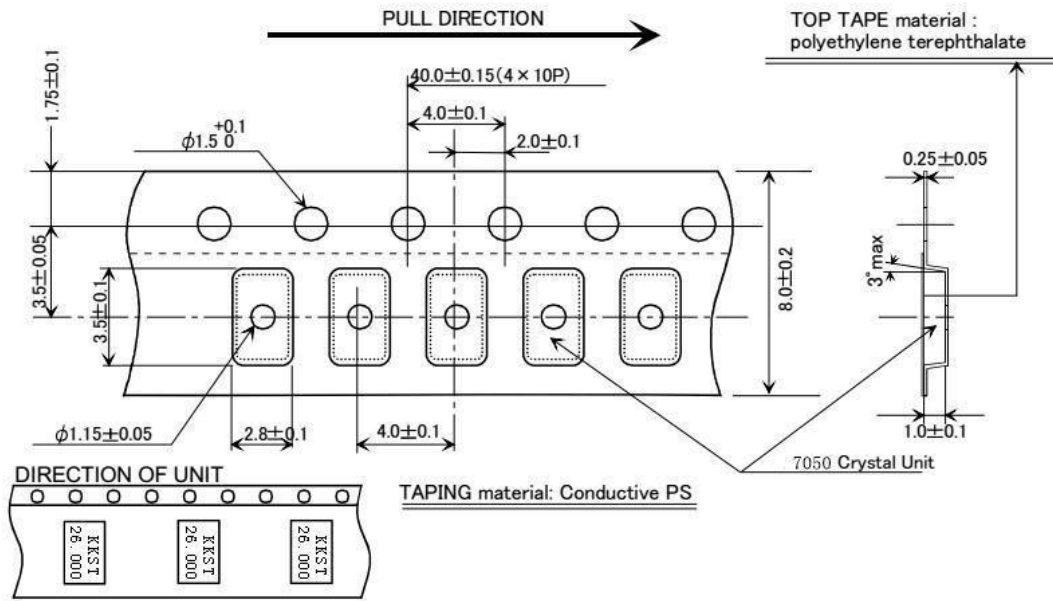 PULL DIRECTION
TOP TAPE material :
polyethylene terephthalate
1.75±0.1
40.0±0.15(4×10P)
4.0±0.1
+0.1
φ1.5 0
2.0±0.1
0.25±0.05
3.5±0.05
3.5±0.1
8.0±0.2
3°max
φ1.15±0.05
2.8±0.1
4.0±0.1
1.0±0.1
7050 Crystal Unit
DIRECTION OF UNIT
TAPING material: Conductive PS
KKST
26.000
KKST
26.000
KKST
26.000